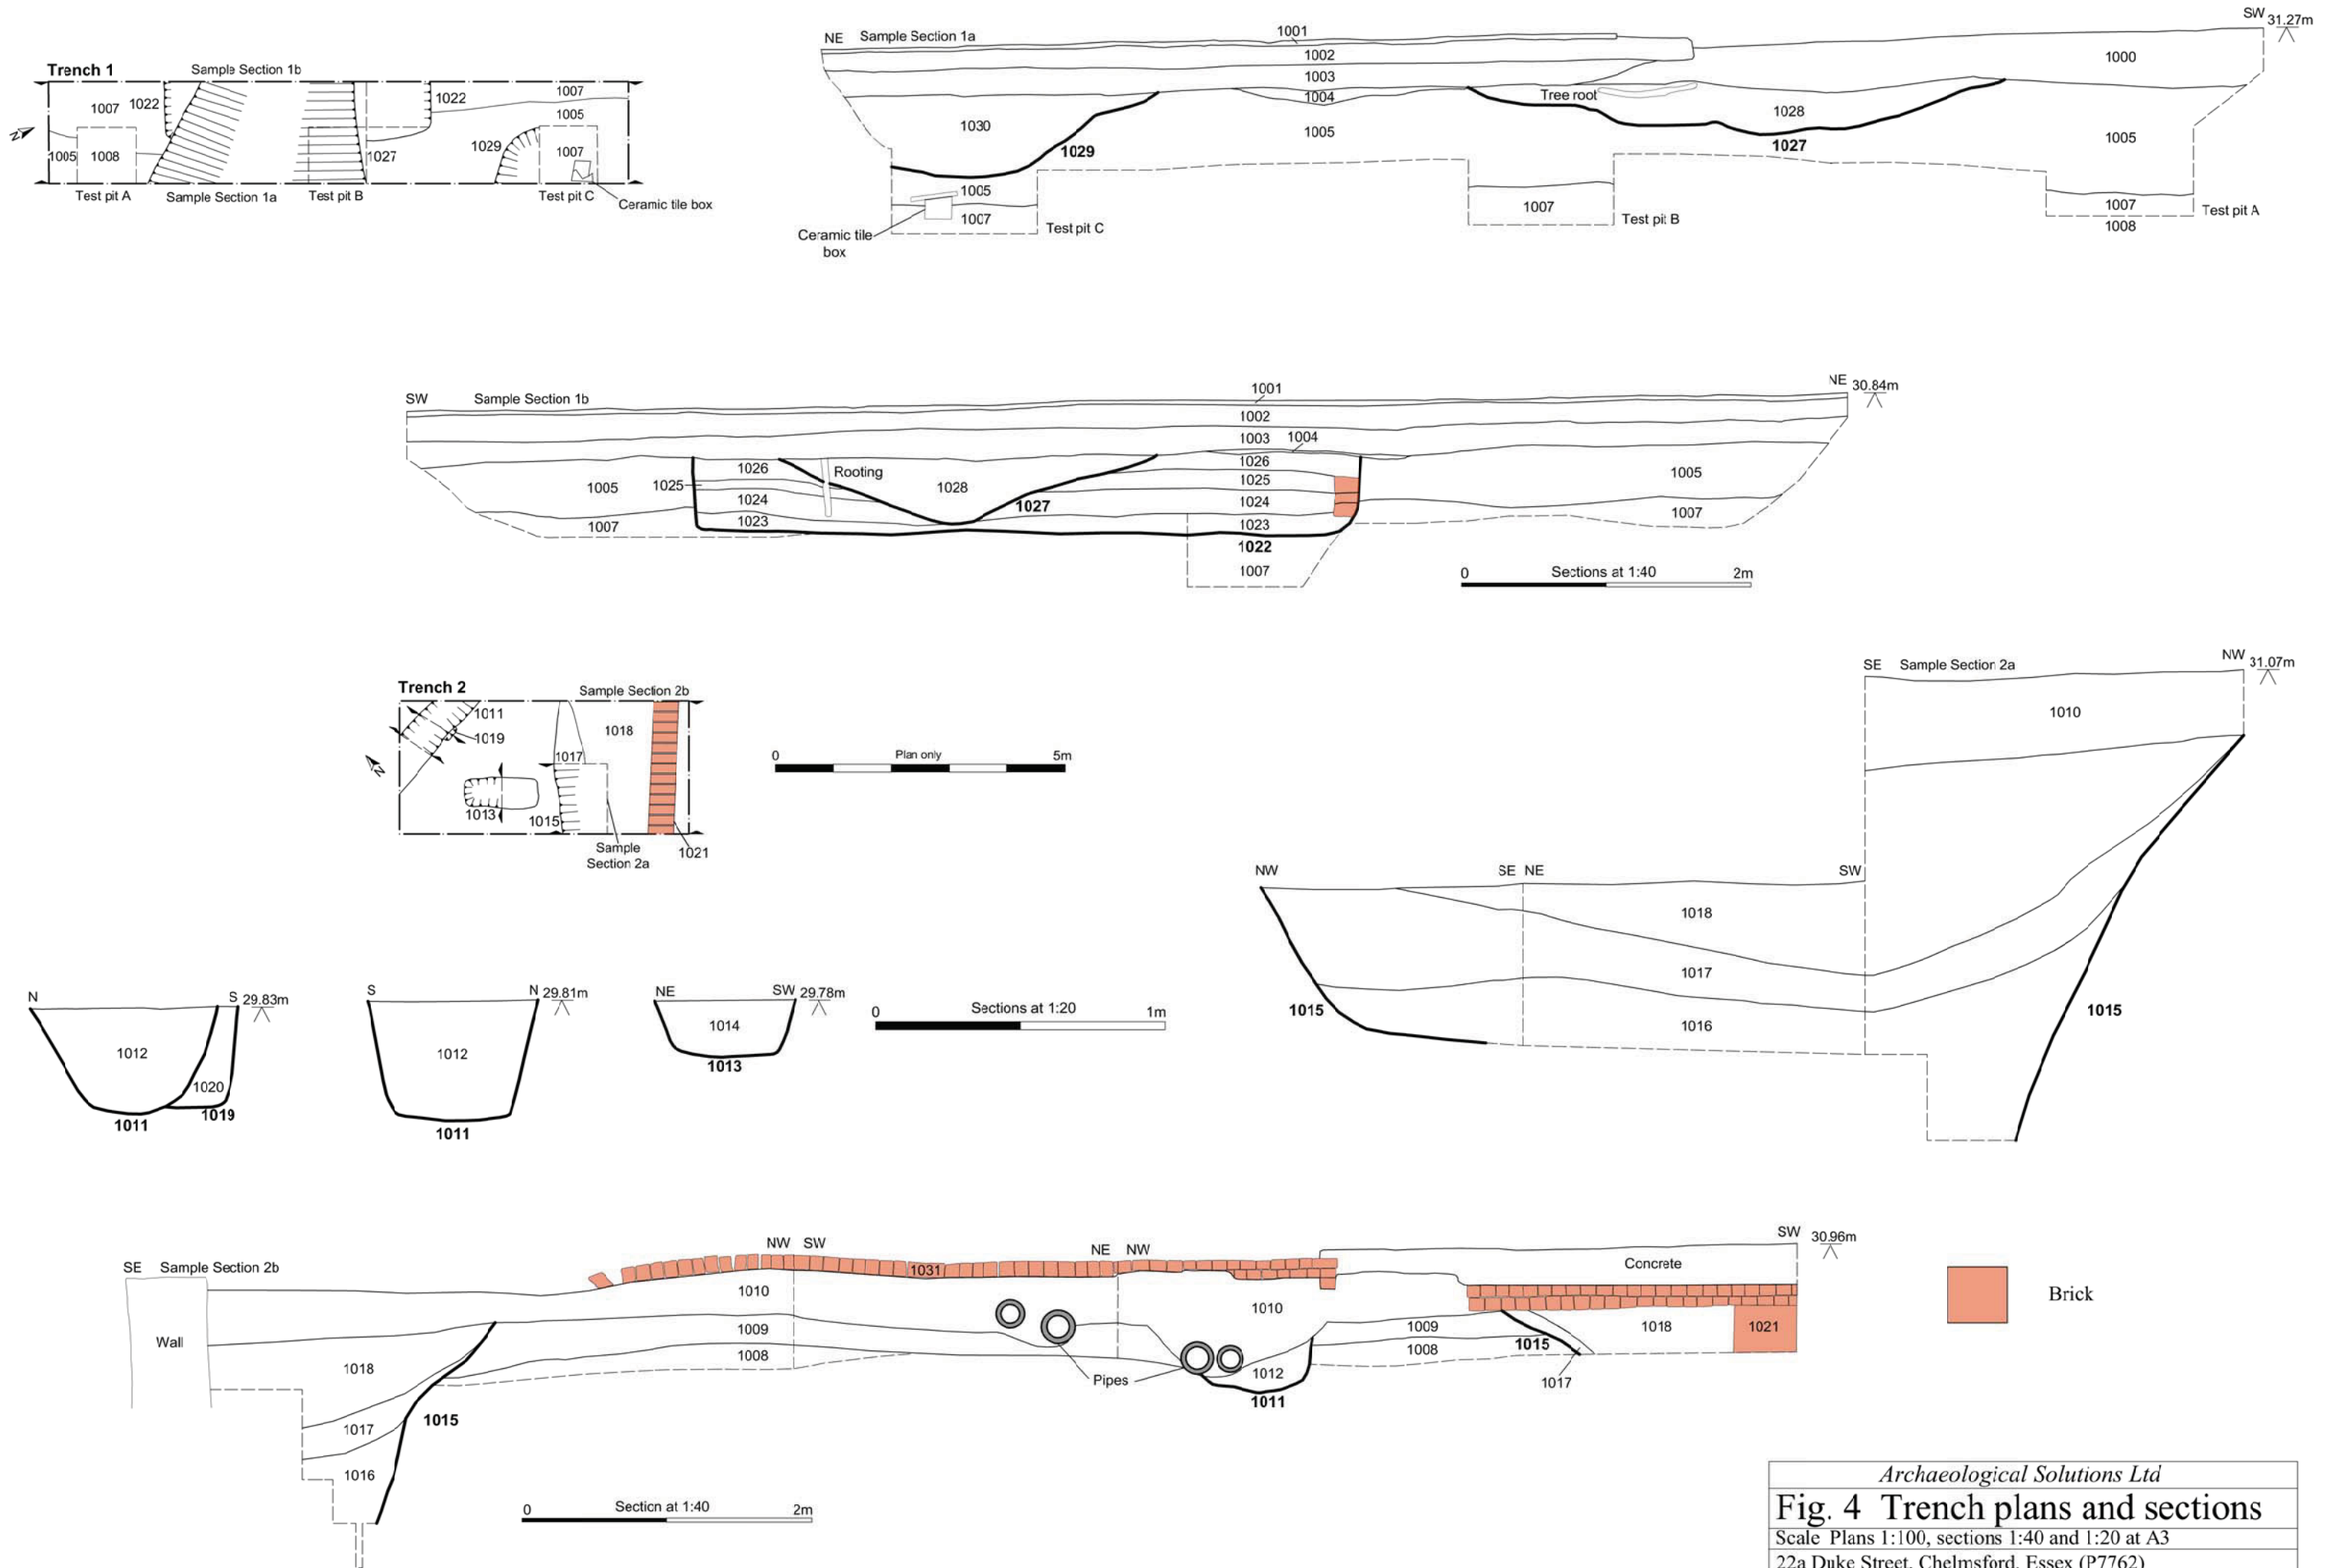 Trench 1
Sample Section 1b
1007
1022
1022
1007
1005
1005
1008
1027
1029
1007
Test pit A
Sample Section 1a
Test pit B
Test pit C
Ceramic tile box
N
NE Sample Section 1a
SW 31.27m
1001
1002
1003
1004
1000
Tree root
1030
1005
1028
1005
1029
1027
1005
1007
1007
1007
1008
Ceramic tile
box
Test pit C
Test pit B
Test pit A
SW Sample Section 1b
NE 30.84m
1001
1002
1003
1004
1026
Rooting
1026
1005
1025
1028
1025
1005
1024
1027
1024
1007
1023
1023
1007
1022
1007
0 Sections at 1:40 2m
Trench 2
Sample Section 2b
1011
1019
1018
1017
1013
1015
N
Sample
Section 2a
1021
0 Plan only 5m
SE Sample Section 2a
NW 31.07m
1010
NW
SE NE
SW
1018
1017
1016
1015
1015
N
S 29.83m
1012
1020
1019
1011
S
N 29.81m
1012
1011
NE
SW 29.78m
1014
1013
0 Sections at 1:20 1m
SE Sample Section 2b
NW SW
NE NW
SW 30.96m
1031
Concrete
Wall
1010
1010
1009
1009
1018
1021
1018
1008
1008
1015
1012
1017
Pipes
1011
1015
1017
1016
0 Section at 1:40 2m
Brick
Archaeological Solutions Ltd
Fig. 4 Trench plans and sections
Scale Plans 1:100, sections 1:40 and 1:20 at A3
22a Duke Street, Chelmsford, Essex (P7762)